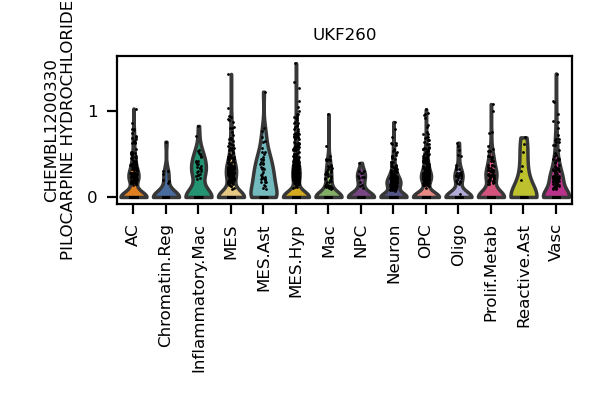 UKF260
CHEMBL1200330
PILOCARPINE HYDROCHLORIDE
1
0
AC
Chromatin.Reg
Inflammatory.Mac
MES
MES.Ast
MES.Hyp
Mac
NPC
Neuron
OPC
Oligo
Prolif.Metab
Reactive.Ast
Vasc